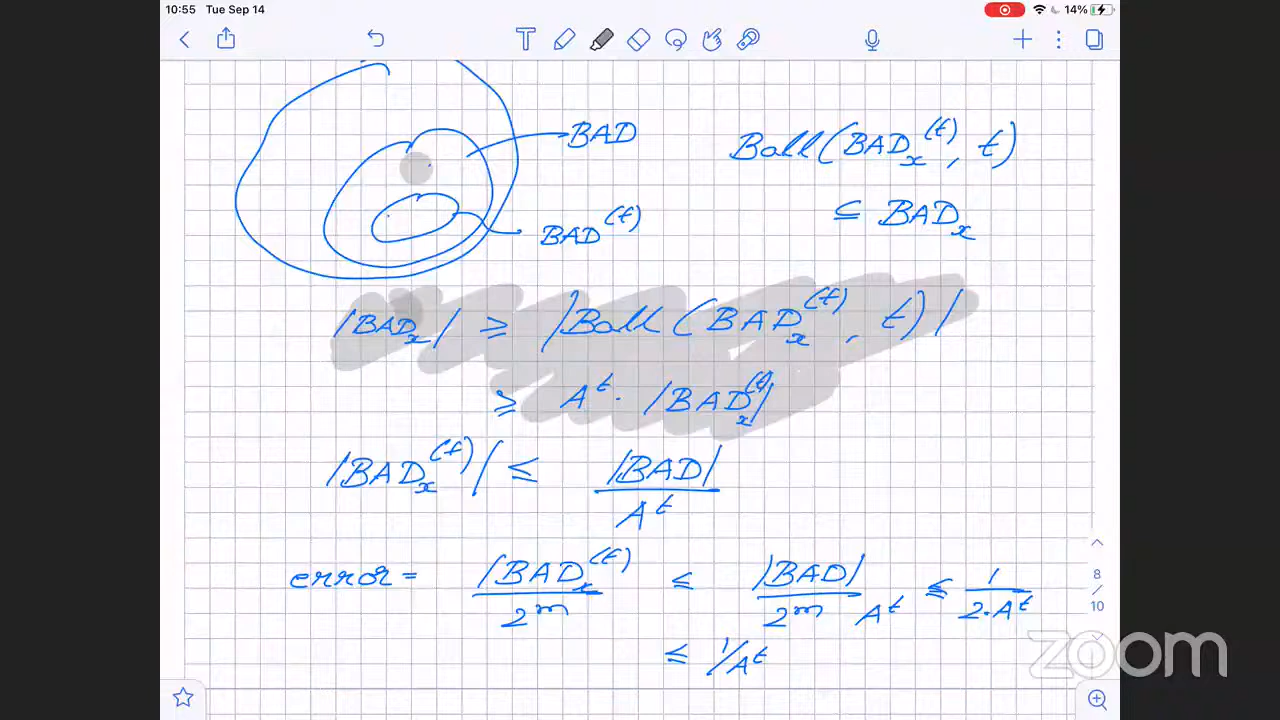 10:55 Tue Sep 14
14%
T
BAD
BAD^(t)
Ball(BAD_x^(t), t)
⊆ BAD_x
|BAD_x| ≥ |Ball(BAD_x^(t), t)|
≥ A^t · |BAD_x^(t)|
|BAD_x^(t)| ≤ |BAD| / A^t
error = |BAD_x^(t)| / 2^m ≤ |BAD| / 2^m A^t ≤ 1 / 2·A^t
≤ 1/A^t
8
/
10
zoom